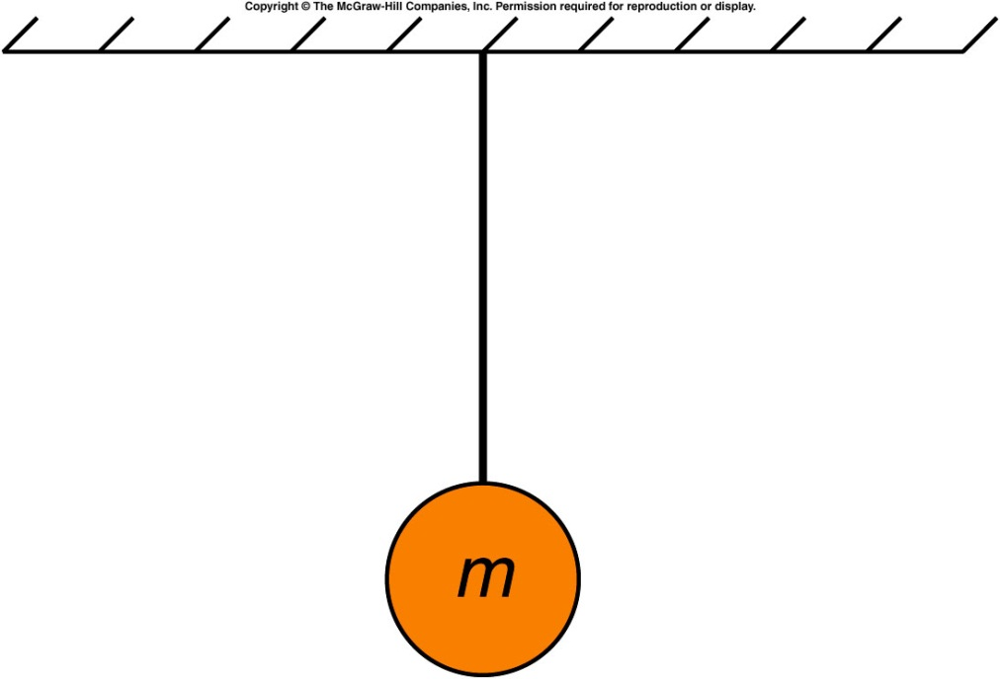 Copyright © The McGraw-Hill Companies, Inc. Permission required for reproduction or display.
m